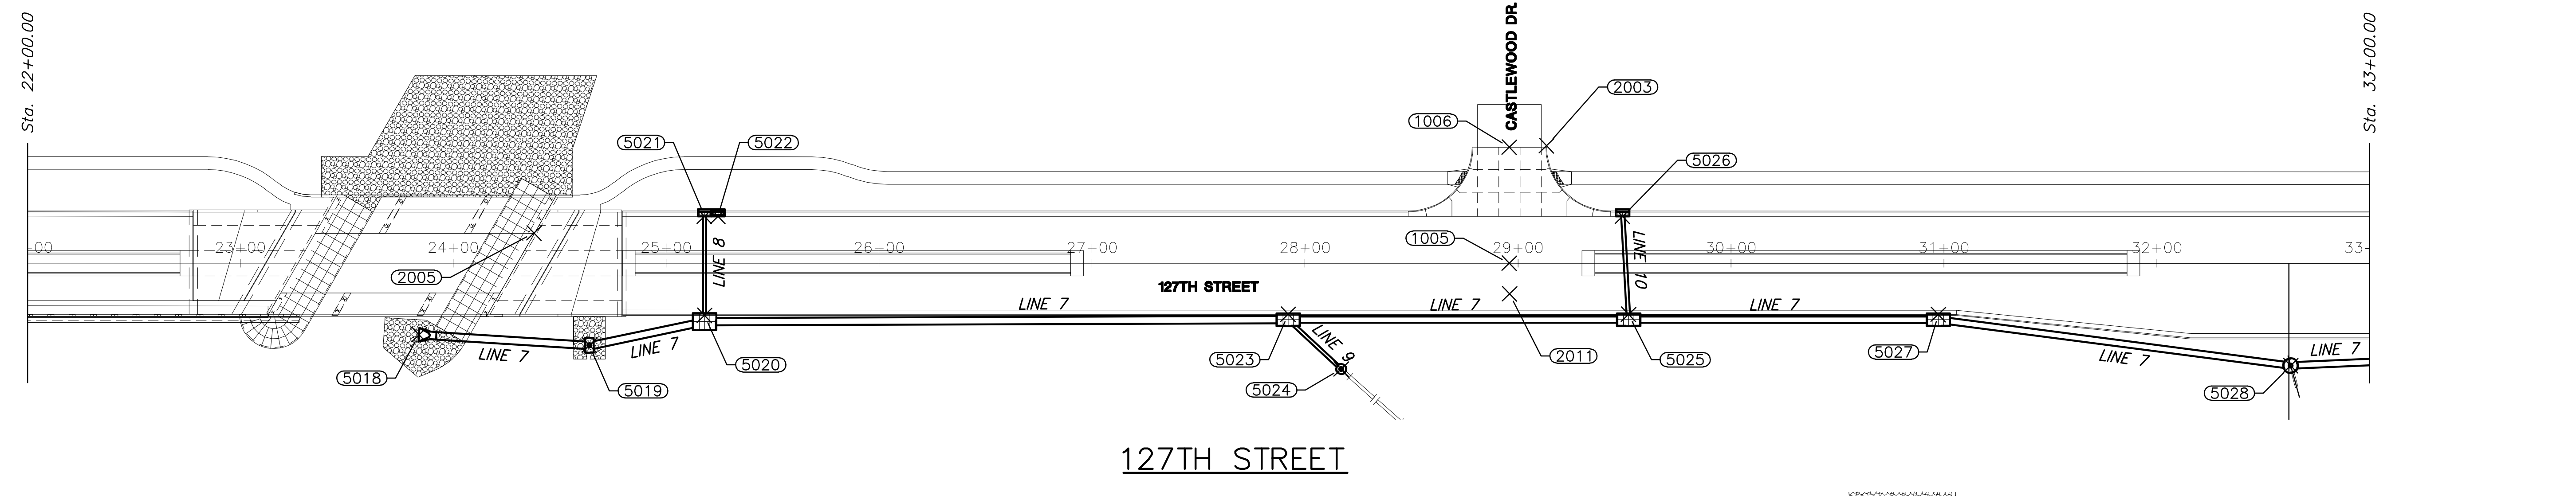 Sta. 22+00.00
CASTLEWOOD DR.
Sta. 33+00.00
2003
1006
5021
5022
5026
-00
23+00
24+00
25+00
26+00
27+00
28+00
29+00
30+00
31+00
32+00
33-
1005
2005
LINE 8
LINE 10
127TH STREET
LINE 7
LINE 7
LINE 7
LINE 7
LINE 7
LINE 9
LINE 7
LINE 7
5018
5019
5020
5023
5024
2011
5025
5027
5028
127TH STREET